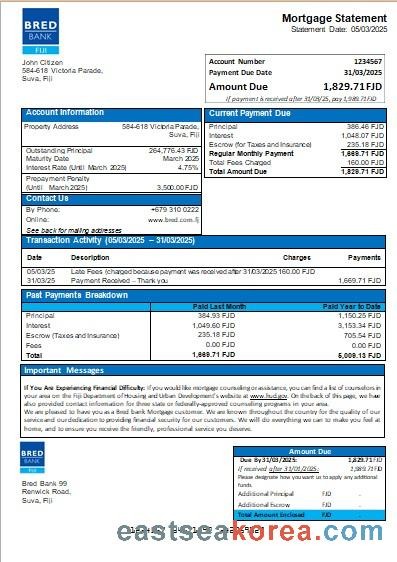 BRED
BANK
FIJI
Mortgage Statement
Statement Date: 05/03/2025
John Citizen
584-618 Victoria Parade,
Suva, Fiji
Account Number 1234567
Payment Due Date 31/03/2025
Amount Due 1,829.71FJD
If payment is received after 31/03/25, pay 1,989.71FJD
Account Information
Property Address 584-618 Victoria Parade,
Suva, Fiji
Outstanding Principal 264,776.43 FJD
Maturity Date March 2025
Interest Rate (Until March 2025) 4.75%
Prepayment Penalty
(Until March 2025) 3,500.00 FJD
Contact Us
By Phone: +679 310 0222
Online: www.bred.com.fj
See back for mailing addresses
Current Payment Due
Principal 386.46 FJD
Interest 1,048.07 FJD
Escrow (for Taxes and Insurance) 235.18 FJD
Regular Monthly Payment 1,669.71 FJD
Total Fees Charged 160.00 FJD
Total Amount Due 1,829.71 FJD
Transaction Activity (05/03/2025 – 31/03/2025)
Date Description Charges Payments
05/03/25 Late Fees (charged because payment was received after 31/03/2025 160.00 FJD
31/03/25 Payment Received – Thank you 1,669.71 FJD
Past Payments Breakdown
Paid Last Month Paid Year to Date
Principal 384.93 FJD 1,150.25 FJD
Interest 1,049.60 FJD 3,153.34 FJD
Escrow (Taxes and Insurance) 235.18 FJD 705.54 FJD
Fees 0.00 FJD 0.00 FJD
Total 1,669.71 FJD 5,009.13 FJD
Important Messages
If You Are Experiencing Financial Difficulty: If you would like mortgage counseling or assistance, you can find a list of counselors in
your area on the Fiji Department of Housing and Urban Development's website at www.hud.gov. On the back of this page, we have
also provided contact information for three state or federally-approved counseling programs in your area.
We are pleased to have you as a Bred bank Mortgage customer. We are known throughout the country for the quality of our
service and our dedication to providing financial security for our customers. We will do everything we can to make you feel at
home, and to ensure you receive the friendly, professional service you deserve.
BRED
BANK
FIJI
Bred Bank 99
Renwick Road,
Suva, Fiji
Amount Due
Due By 31/03/2025: 1,829.71 FJD
If received after 31/01/2025: 1,989.71 FJD
Please designate how you want us to apply any additional
funds.
Additional Principal FJD .
Additional Escrow FJD .
Total Amount Enclosed FJD .
eastseakorea.com